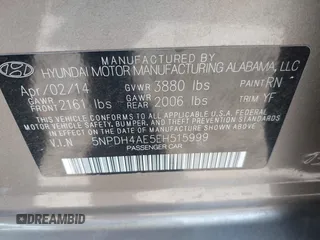 MANUFACTURED BY
HYUNDAI MOTOR MANUFACTURING ALABAMA, LLC
Apr/02/14 GVWR 3880 lbs PAINT RN
GAWR FRONT 2161 lbs GAWR REAR 2006 lbs TRIM YF
THIS VEHICLE CONFORMS TO ALL APPLICABLE U.S.A. FEDERAL
MOTOR VEHICLE SAFETY, BUMPER, AND THEFT PREVENTION
STANDARDS IN EFFECT ON THE DATE OF MANUFACTURE SHOWN ABOVE.
V.I.N 5NPDH4AE5EH515999
PASSENGER CAR
DREAMBID